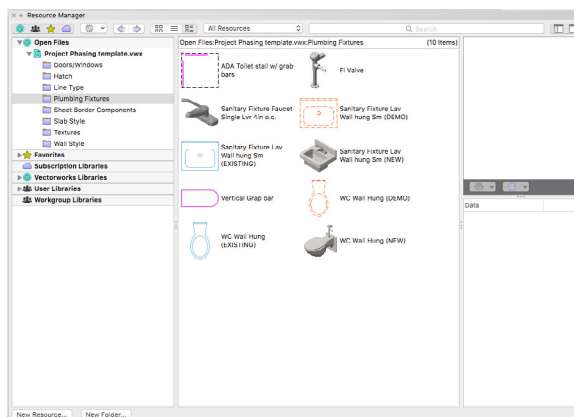 Resource Manager
All Resources
Search
Open Files
Project Phasing template.vwx
Doors/Windows
Hatch
Line Type
Plumbing Fixtures
Sheet Border Components
Slab Style
Textures
Wall Style
Favorites
Subscription Libraries
Vectorworks Libraries
User Libraries
Workgroup Libraries
Open Files:Project Phasing template.vwx:Plumbing Fixtures (10 Items)
ADA Toilet stall w/ grab
bars
Fl Valve
Sanitary Fixture Faucet
Single Lvr 4in o.c.
Sanitary Fixture Lav
Wall hung Sm (DEMO)
Sanitary Fixture Lav
Wall hung Sm
(EXISTING)
Sanitary Fixture Lav
Wall hung Sm (NEW)
Vertical Grap bar
WC Wall Hung (DEMO)
WC Wall Hung
(EXISTING)
WC Wall Hung (NEW)
Data
New Resource...
New Folder...